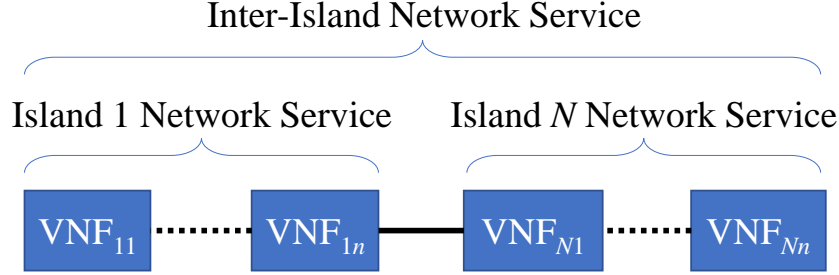 Inter-Island Network Service
Island 1 Network Service Island N Network Service
VNF11 VNF1n VNFN1 VNFNn